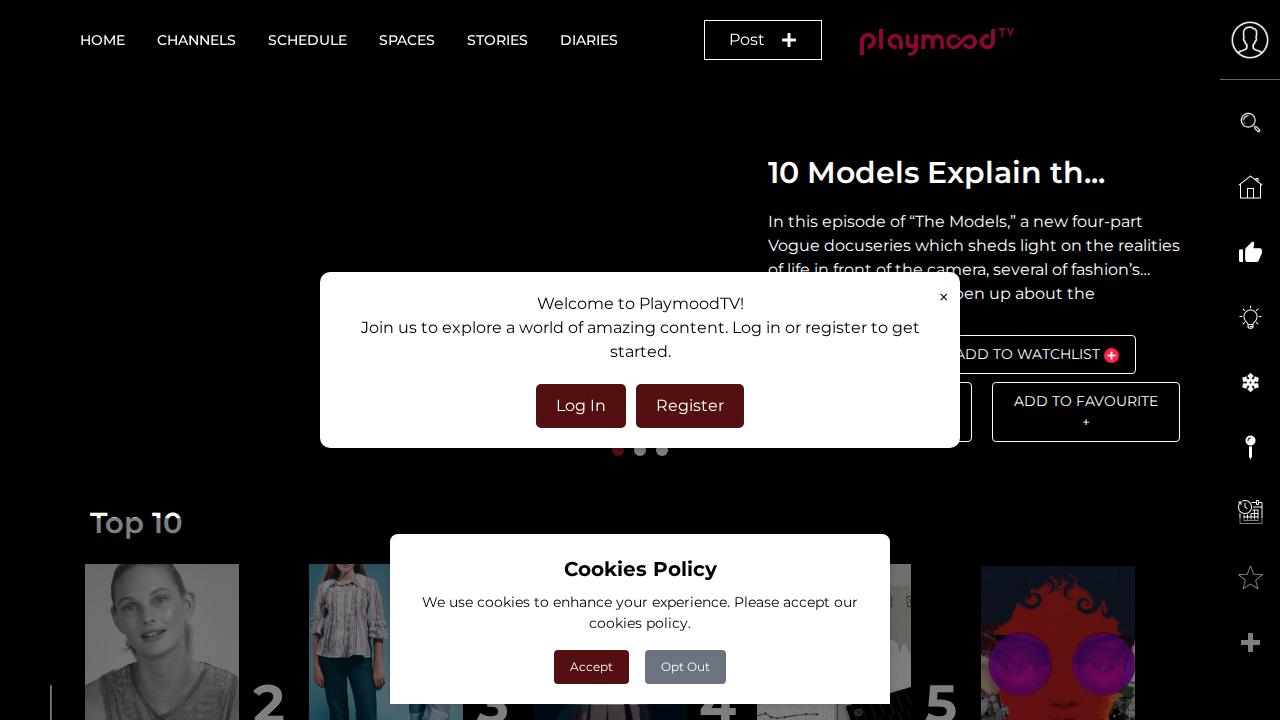 HOME CHANNELS SCHEDULE SPACES STORIES DIARIES Post playmood TV
10 Models Explain th...
In this episode of “The Models,” a new four-part
Vogue docuseries which sheds light on the realities
of life in front of the camera, several of fashion’s...
pen up about the
Welcome to PlaymoodTV!
×
Join us to explore a world of amazing content. Log in or register to get
started.
ADD TO WATCHLIST
Log In Register
ADD TO FAVOURITE
+
Top 10
Cookies Policy
We use cookies to enhance your experience. Please accept our
cookies policy.
Accept Opt Out
2 3 4 5